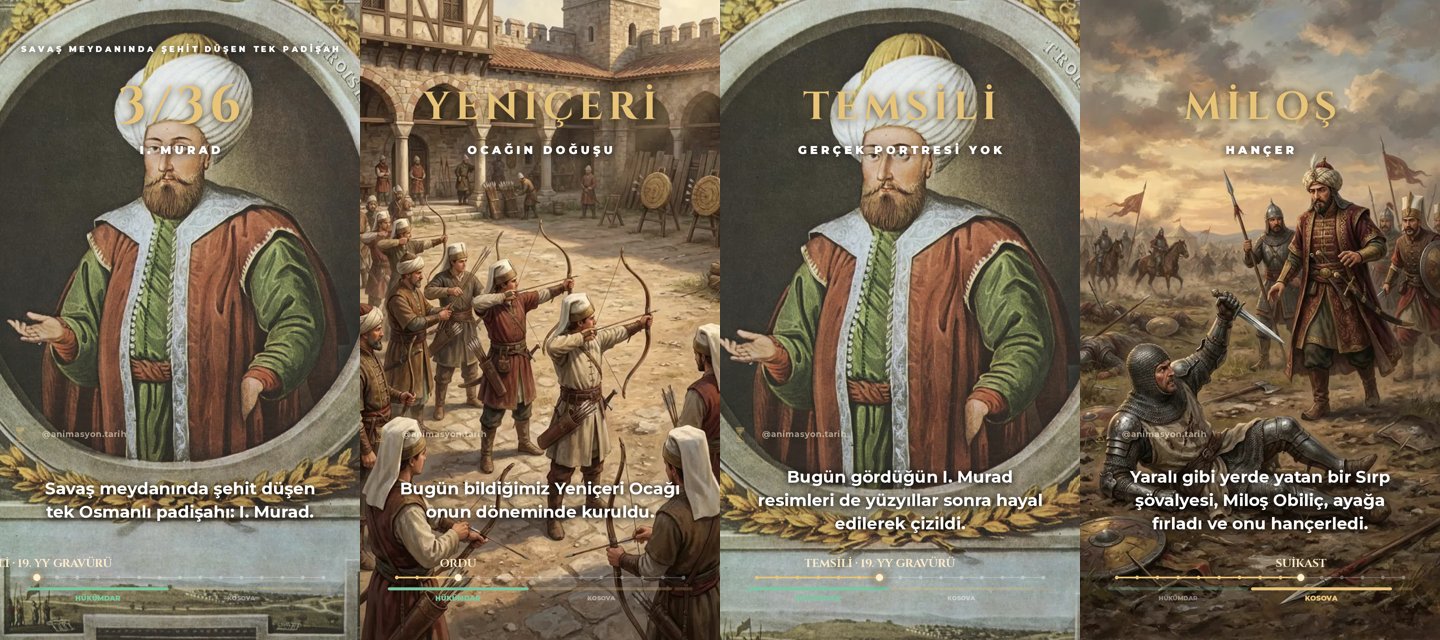 SAVAŞ MEYDANINDA ŞEHİT DÜŞEN TEK PADİŞAH
3/36
I. MURAD
@animasyon.tarih
Savaş meydanında şehit düşen
tek Osmanlı padişahı: I. Murad.
19. YY GRAVÜRÜ
HÜKÜMDAR
KOSOVA
YENİÇERİ
OCAĞIN DOĞUŞU
@animasyon.tarih
Bugün bildiğimiz Yeniçeri Ocağı
onun döneminde kuruldu.
ORDU
HÜKÜMDAR
KOSOVA
TEMSİLİ
GERÇEK PORTRESİ YOK
@animasyon.tarih
Bugün gördüğün I. Murad
resimleri de yüzyıllar sonra hayal
edilerek çizildi.
TEMSİLİ · 19. YY GRAVÜRÜ
HÜKÜMDAR
KOSOVA
MİLOŞ
HANÇER
@animasyon.tarih
Yaralı gibi yerde yatan bir Sırp
şövalyesi, Miloş Obiliç, ayağa
fırladı ve onu hançerledi.
SUİKAST
HÜKÜMDAR
KOSOVA